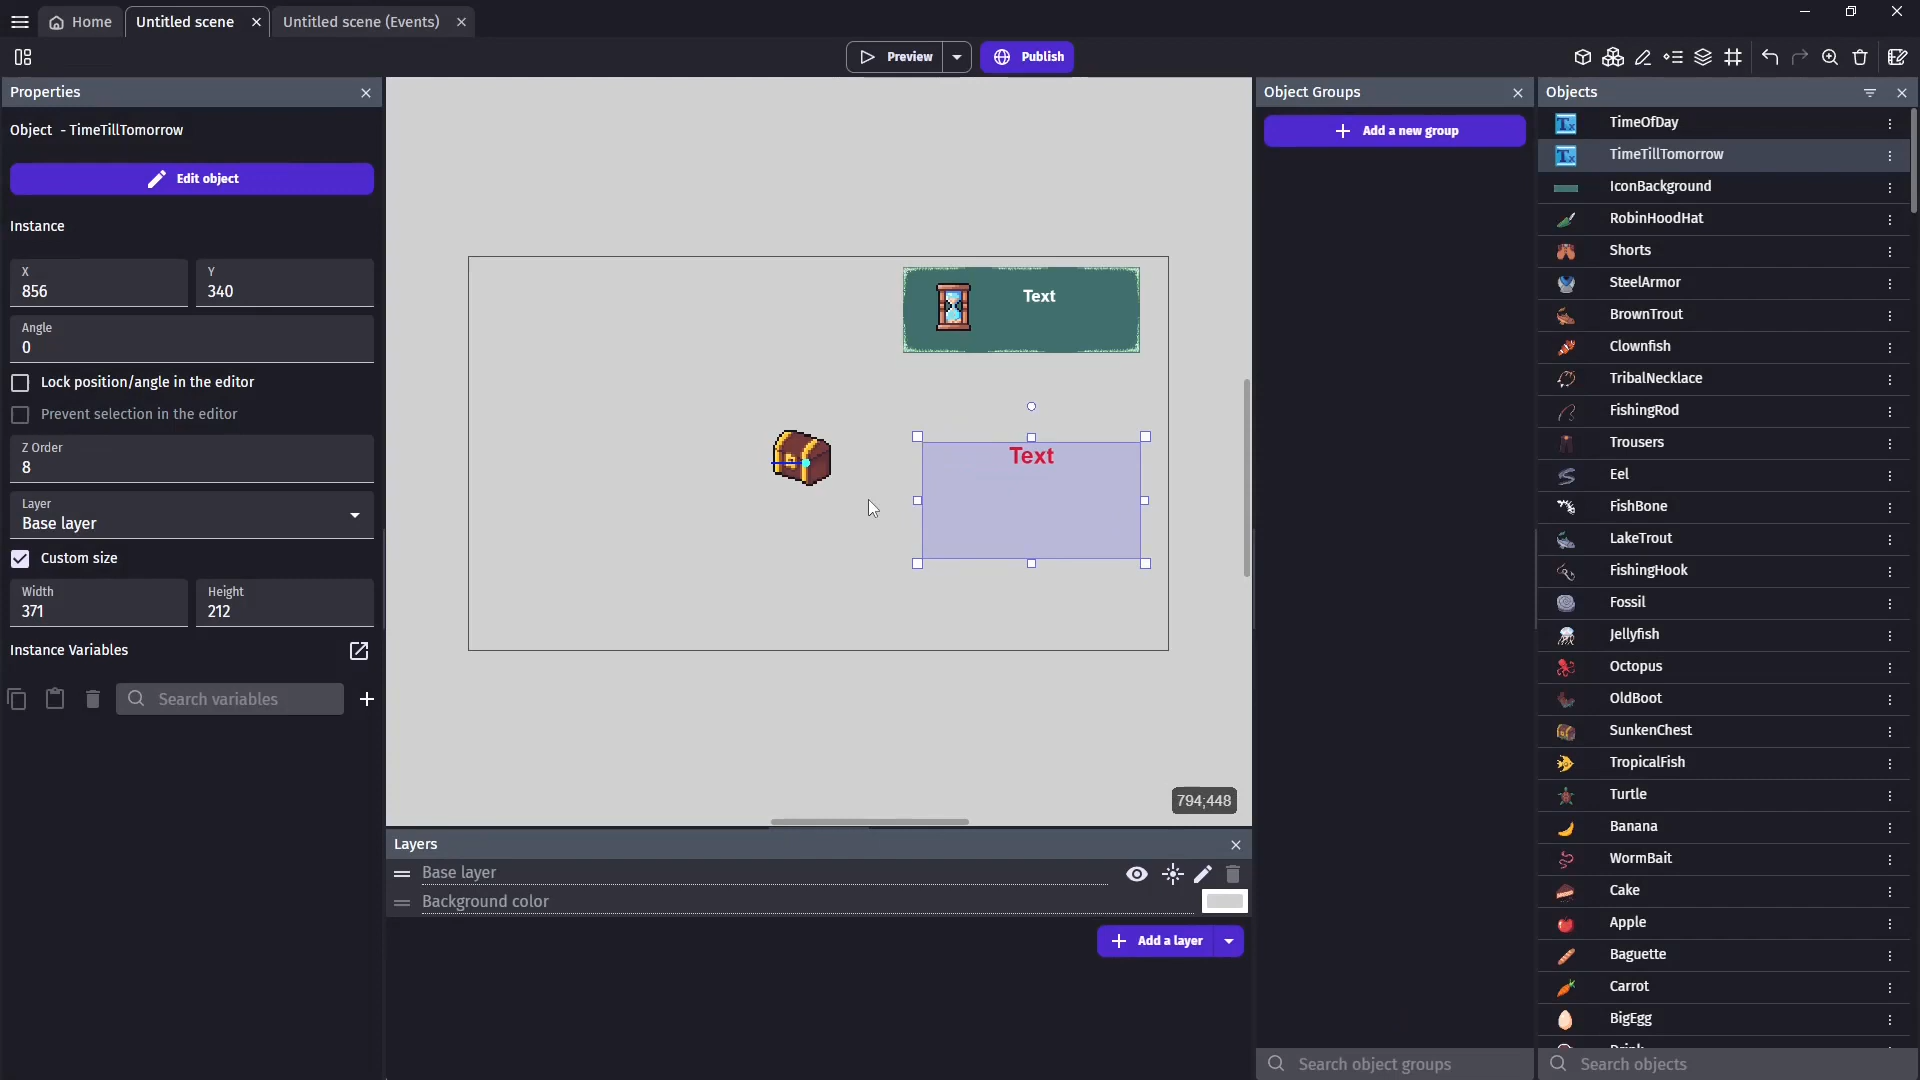 Home
Untitled scene
Untitled scene (Events)
Preview
Publish
Properties
Object - TimeTillTomorrow
Edit object
Instance
X
856
Y
340
Angle
0
Lock position/angle in the editor
Prevent selection in the editor
Z Order
8
Layer
Base layer
Custom size
Width
371
Height
212
Instance Variables
Search variables
Text
Text
794;448
Layers
Base layer
Background color
Add a layer
Object Groups
Add a new group
Search object groups
Objects
TimeOfDay
TimeTillTomorrow
IconBackground
RobinHoodHat
Shorts
SteelArmor
BrownTrout
Clownfish
TribalNecklace
FishingRod
Trousers
Eel
FishBone
LakeTrout
FishingHook
Fossil
Jellyfish
Octopus
OldBoot
SunkenChest
TropicalFish
Turtle
Banana
WormBait
Cake
Apple
Baguette
Carrot
BigEgg
Search objects